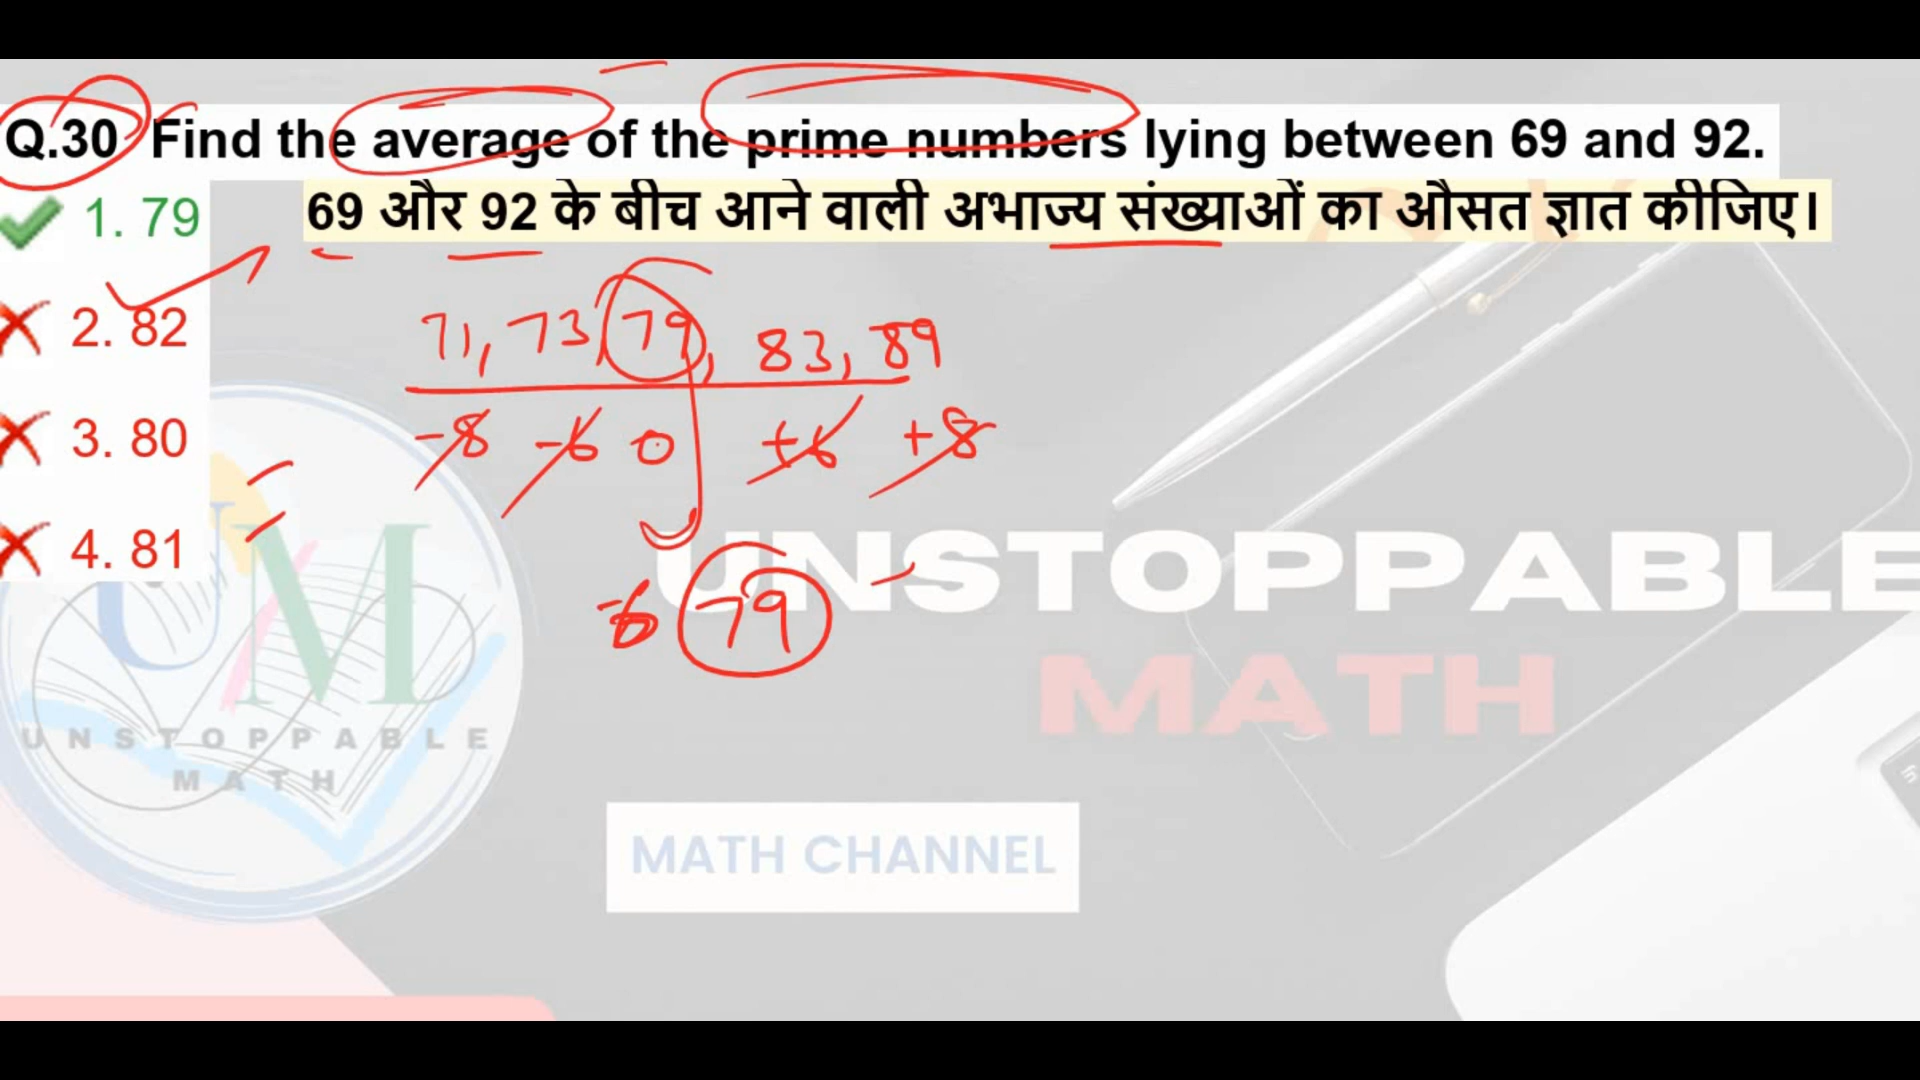 Q.30 Find the average of the prime numbers lying between 69 and 92.
1. 79
69 और 92 के बीच आने वाली अभाज्य संख्याओं का औसत ज्ञात कीजिए।
2. 82
71, 73, 79, 83, 89
3. 80
-8 -6 0 +6 +8
4. 81
79
UNSTOPPABLE
MATH
UM
UNSTOPPABLE
MATH
MATH CHANNEL